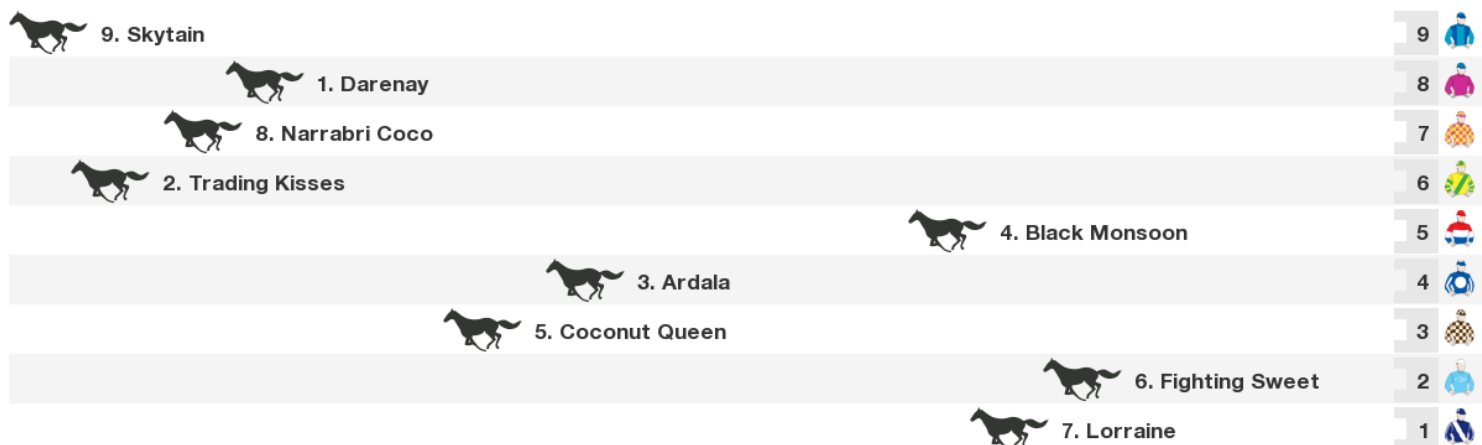 9. Skytain 9
1. Darenay 8
8. Narrabri Coco 7
2. Trading Kisses 6
4. Black Monsoon 5
3. Ardala 4
5. Coconut Queen 3
6. Fighting Sweet 2
7. Lorraine 1